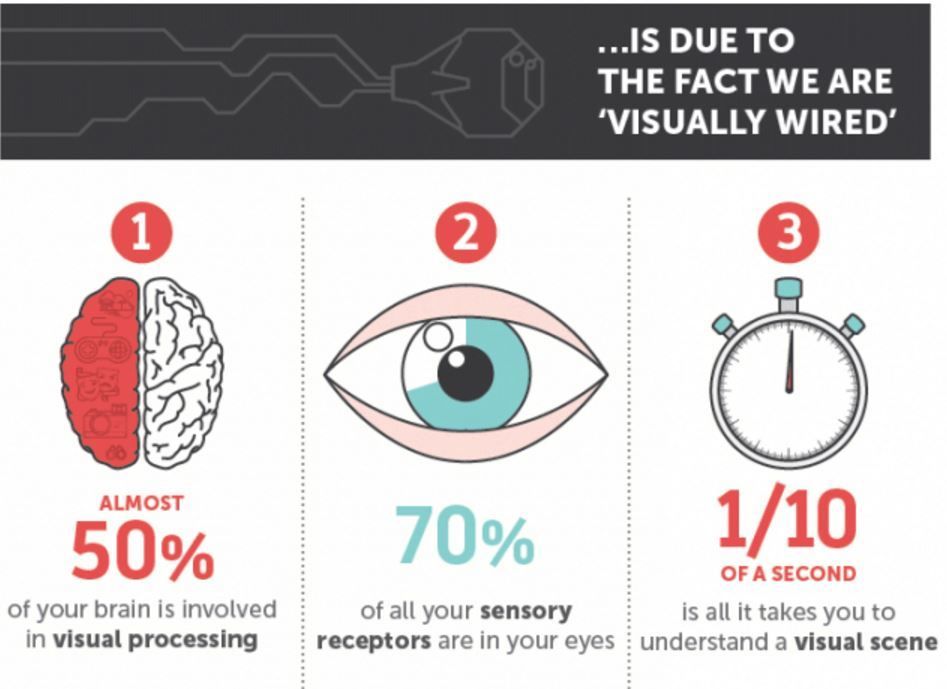 ...IS DUE TO
THE FACT WE ARE
‘VISUALLY WIRED’
1
ALMOST
50%
of your brain is involved
in visual processing
2
70%
of all your sensory
receptors are in your eyes
3
1/10
OF A SECOND
is all it takes you to
understand a visual scene